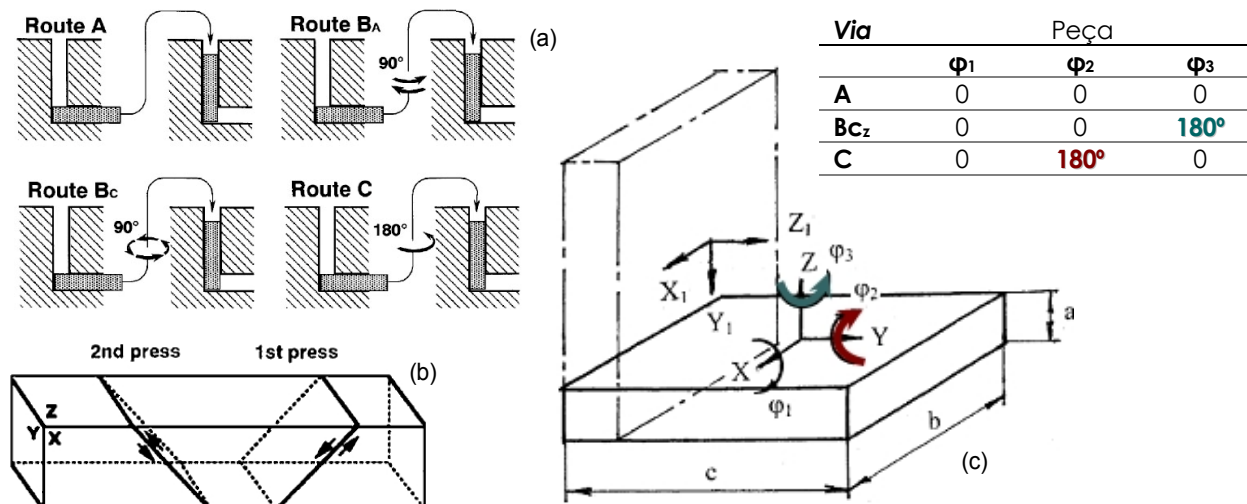 Route A
Route BA
90°
Route BC
90°
Route C
180°
(a)
2nd press
1st press
(b)
Z
Y
X
Via Peça
φ1 φ2 φ3
A 0 0 0
Bcz 0 0 180º
C 0 180º 0
Z1
X1
Y1
Z
φ3
φ2
Y
X
φ1
a
b
c
(c)